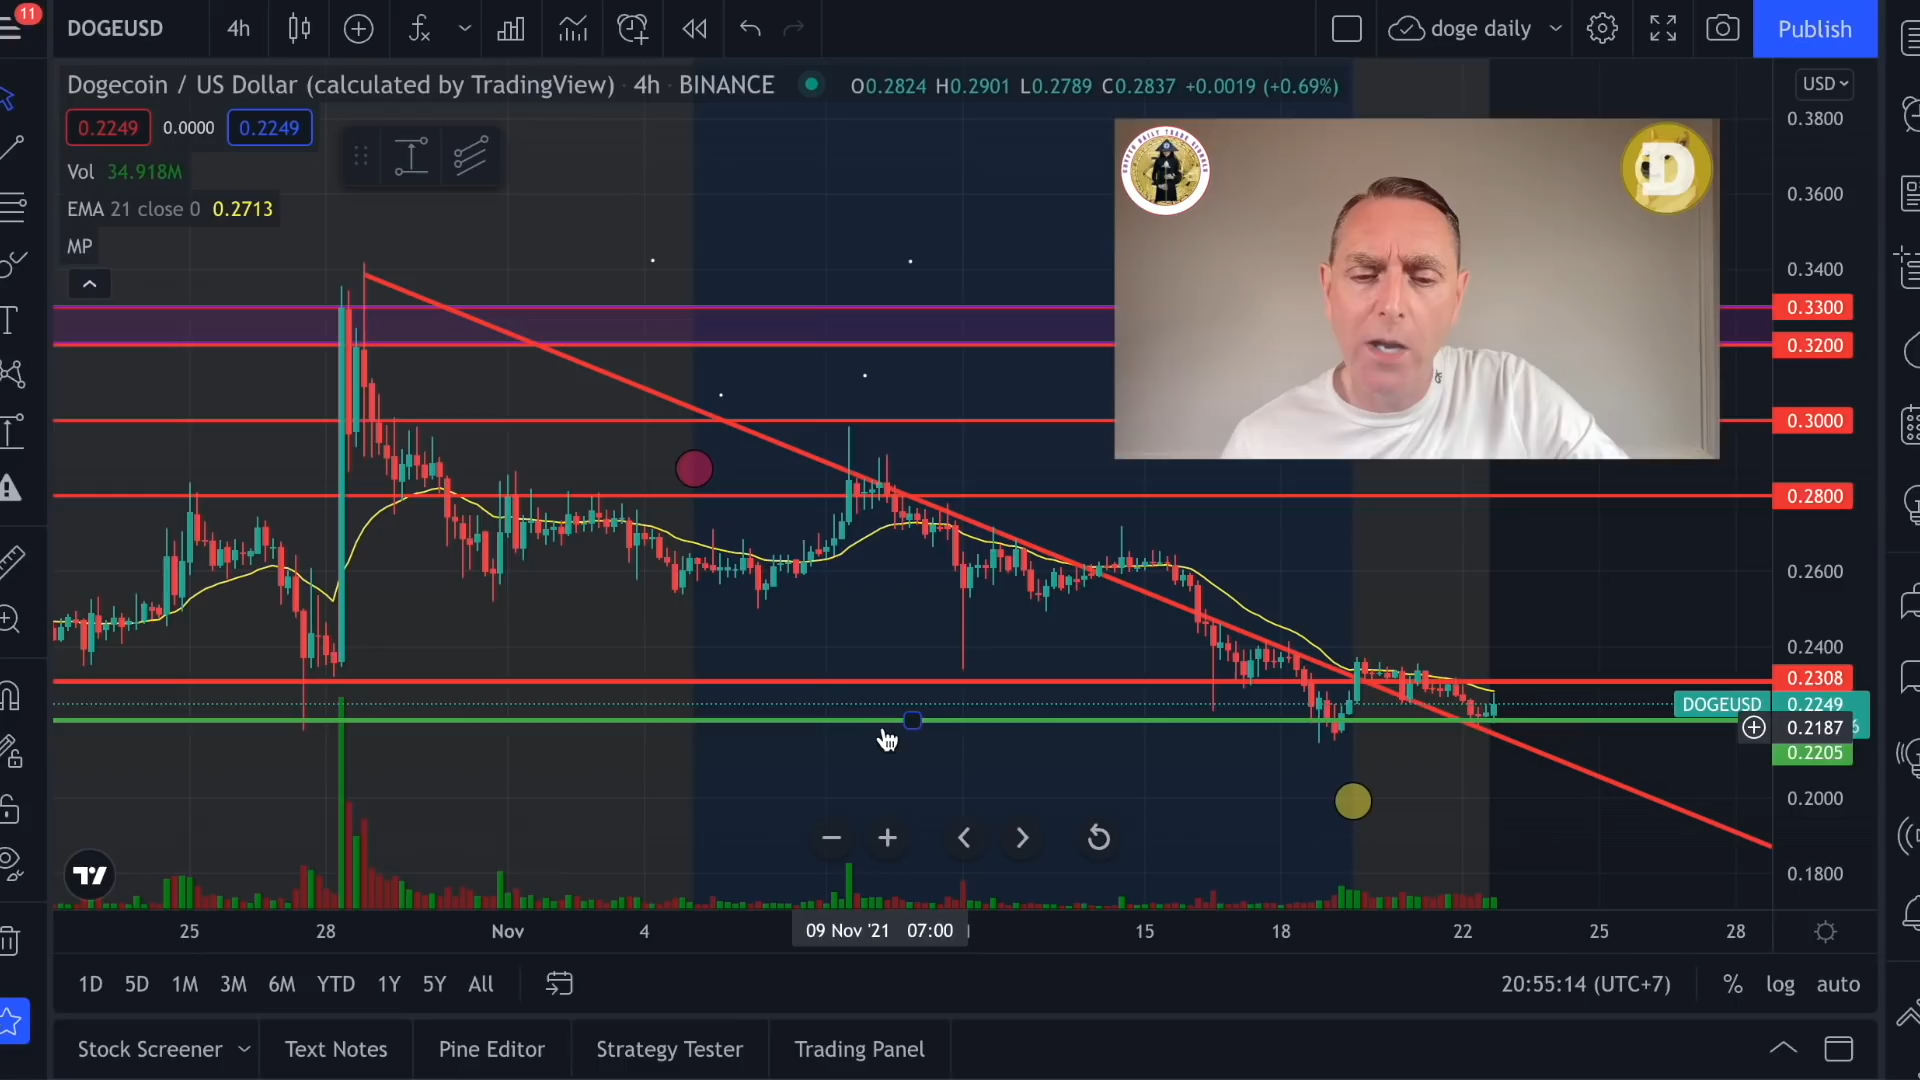 11
DOGEUSD 4h doge daily Publish
Dogecoin / US Dollar (calculated by TradingView) · 4h · BINANCE O0.2824 H0.2901 L0.2789 C0.2837 +0.0019 (+0.69%) USD
0.2249 0.0000 0.2249 0.3800
Vol 34.918M
0.3600
EMA 21 close 0 0.2713
MP
0.3400
0.3300
0.3200
0.3000
0.2800
0.2600
0.2400
0.2308
DOGEUSD 0.2249
0.2187
0.2205
0.2000
0.1800
25 28 Nov 4 09 Nov '21 07:00 15 18 22 25 28
1D 5D 1M 3M 6M YTD 1Y 5Y All 20:55:14 (UTC+7) % log auto
Stock Screener Text Notes Pine Editor Strategy Tester Trading Panel